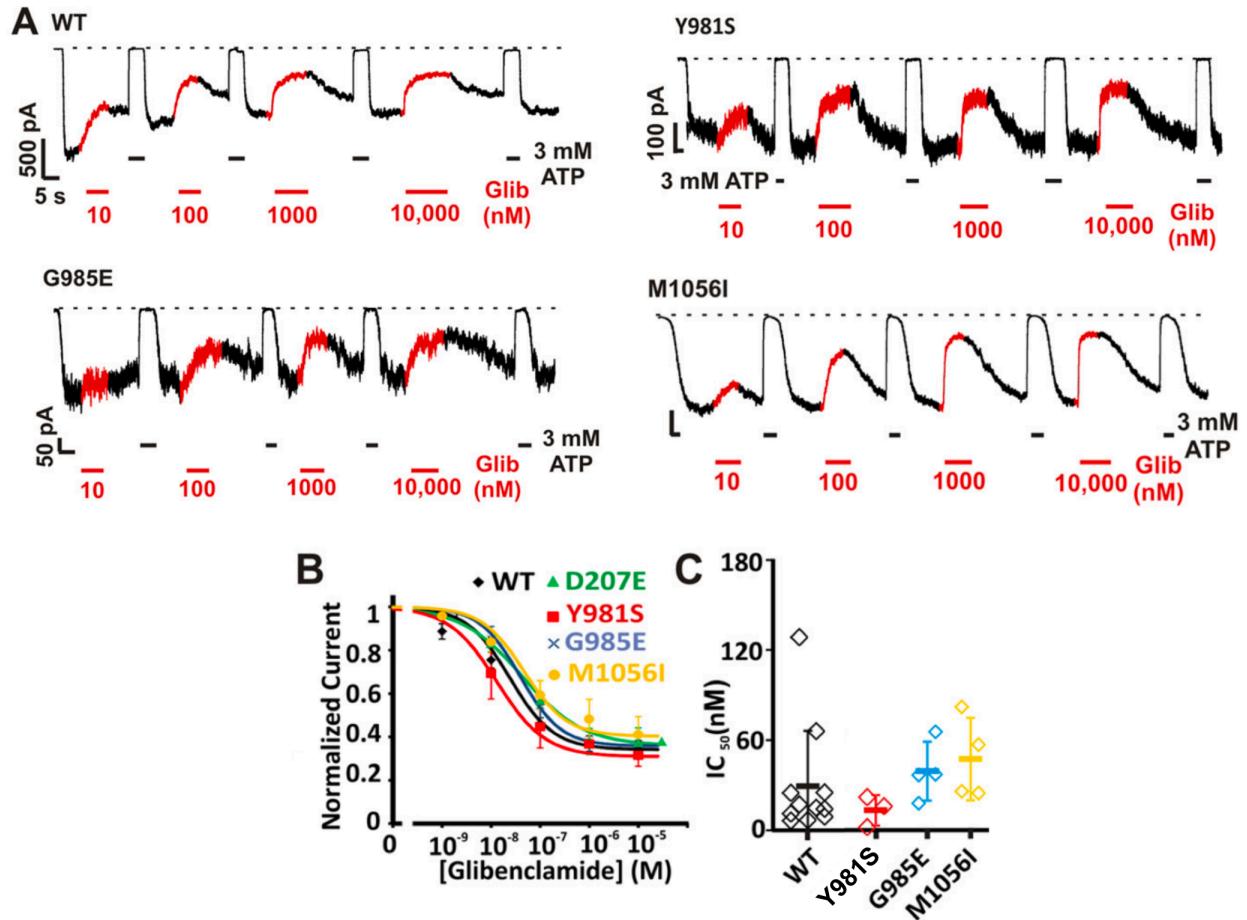 A
WT
500 pA
5 s
3 mM
ATP
10 100 1000 10,000 Glib
(nM)
Y981S
100 pA
3 mM ATP
10 100 1000 10,000 Glib
(nM)
G985E
50 pA
3 mM
ATP
10 100 1000 10,000 Glib
(nM)
M1056I
3 mM
ATP
10 100 1000 10,000 Glib
(nM)
B
WT D207E
Y981S
G985E
M1056I
Normalized Current
1
0.8
0.6
0.4
0.2
0
0 10⁻⁹ 10⁻⁸ 10⁻⁷ 10⁻⁶ 10⁻⁵
[Glibenclamide] (M)
C
IC 50(nM)
180
120
60
0
WT Y981S G985E M1056I